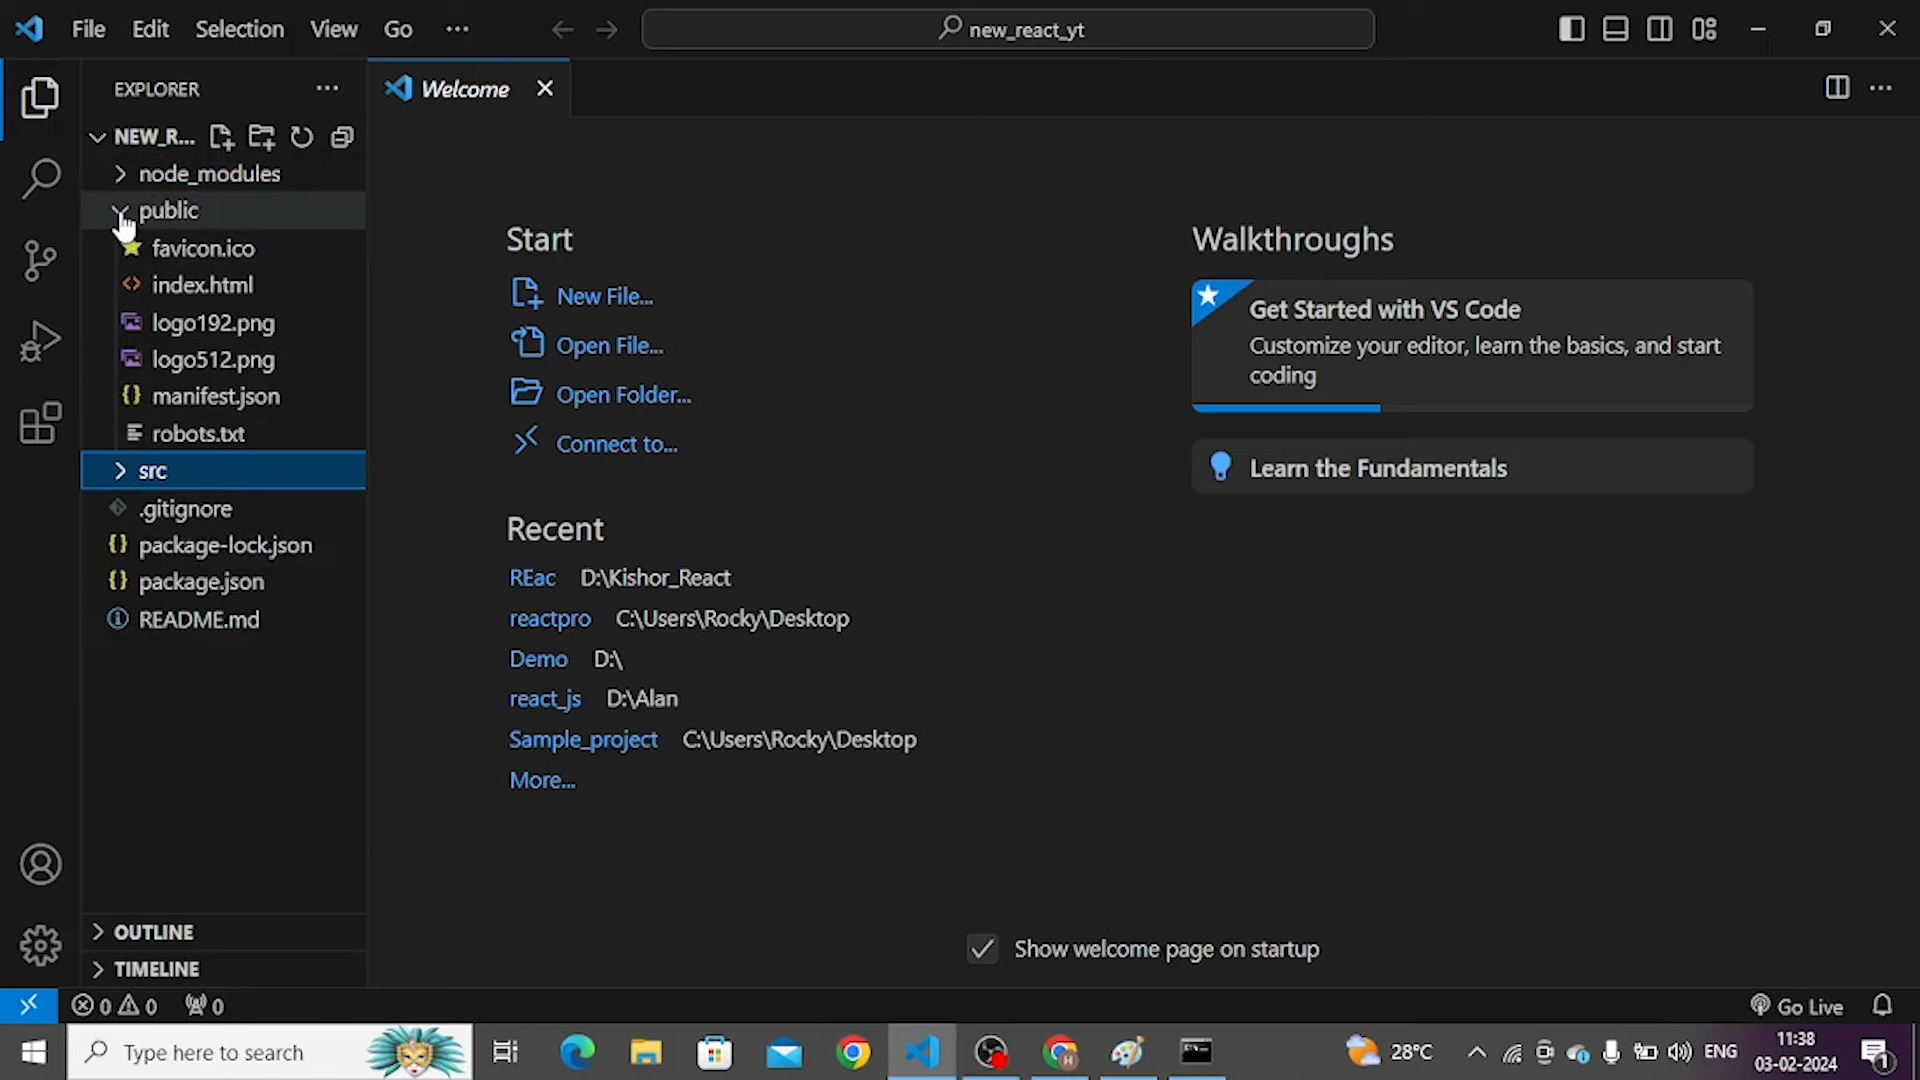 File Edit Selection View Go ···
new_react_yt
EXPLORER
Welcome
NEW_R...
node_modules
public
favicon.ico
index.html
logo192.png
logo512.png
manifest.json
robots.txt
src
.gitignore
package-lock.json
package.json
README.md
OUTLINE
TIMELINE
Start
New File...
Open File...
Open Folder...
Connect to...
Recent
REac D:\Kishor_React
reactpro C:\Users\Rocky\Desktop
Demo D:\
react_js D:\Alan
Sample_project C:\Users\Rocky\Desktop
More...
Walkthroughs
Get Started with VS Code
Customize your editor, learn the basics, and start
coding
Learn the Fundamentals
Show welcome page on startup
0 0 0
Go Live
Type here to search
28°C
ENG
11:38
03-02-2024
1